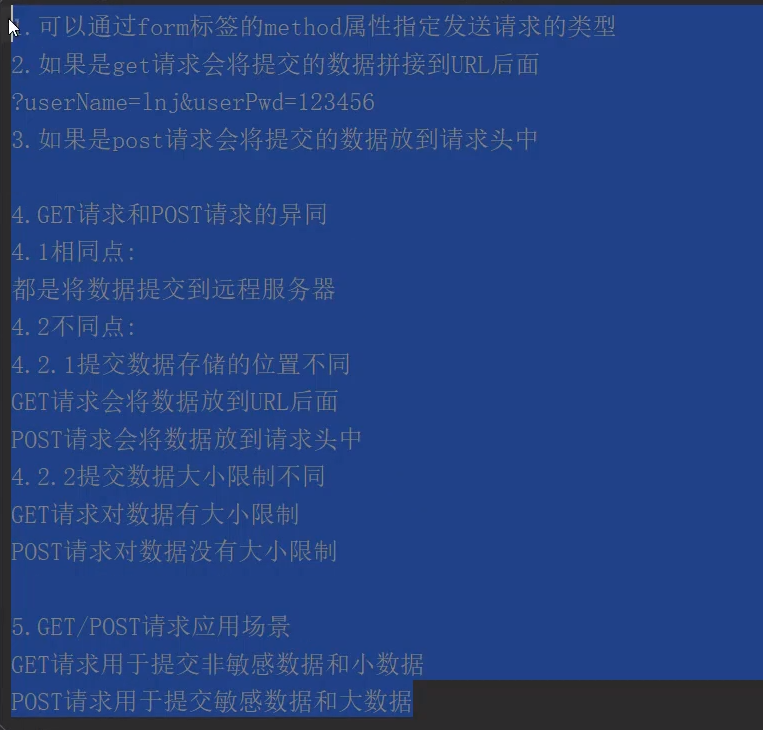 1.可以通过form标签的method属性指定发送请求的类型
2.如果是get请求会将提交的数据拼接到URL后面
?userName=lnj&userPwd=123456
3.如果是post请求会将提交的数据放到请求头中
4.GET请求和POST请求的异同
4.1相同点:
都是将数据提交到远程服务器
4.2不同点:
4.2.1提交数据存储的位置不同
GET请求会将数据放到URL后面
POST请求会将数据放到请求头中
4.2.2提交数据大小限制不同
GET请求对数据有大小限制
POST请求对数据没有大小限制
5.GET/POST请求应用场景
GET请求用于提交非敏感数据和小数据
POST请求用于提交敏感数据和大数据